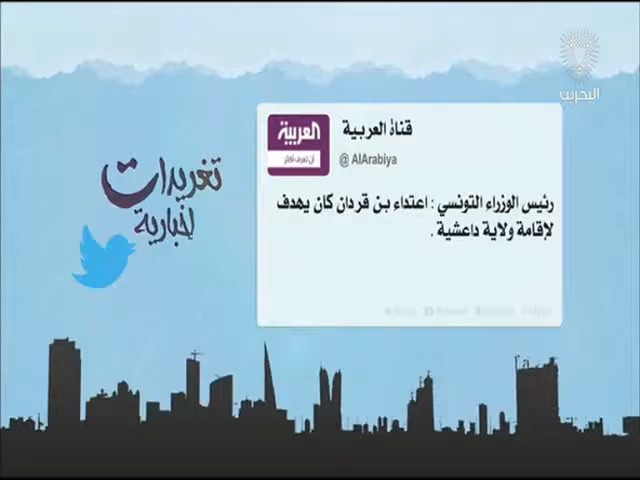 البحرين
قناة العربية
@ AlArabiya
العربية
أن تعرف أكثر
تغريدات
إخبارية
رئيس الوزراء التونسي : اعتداء بن قردان كان يهدف
لإقامة ولاية داعشية .